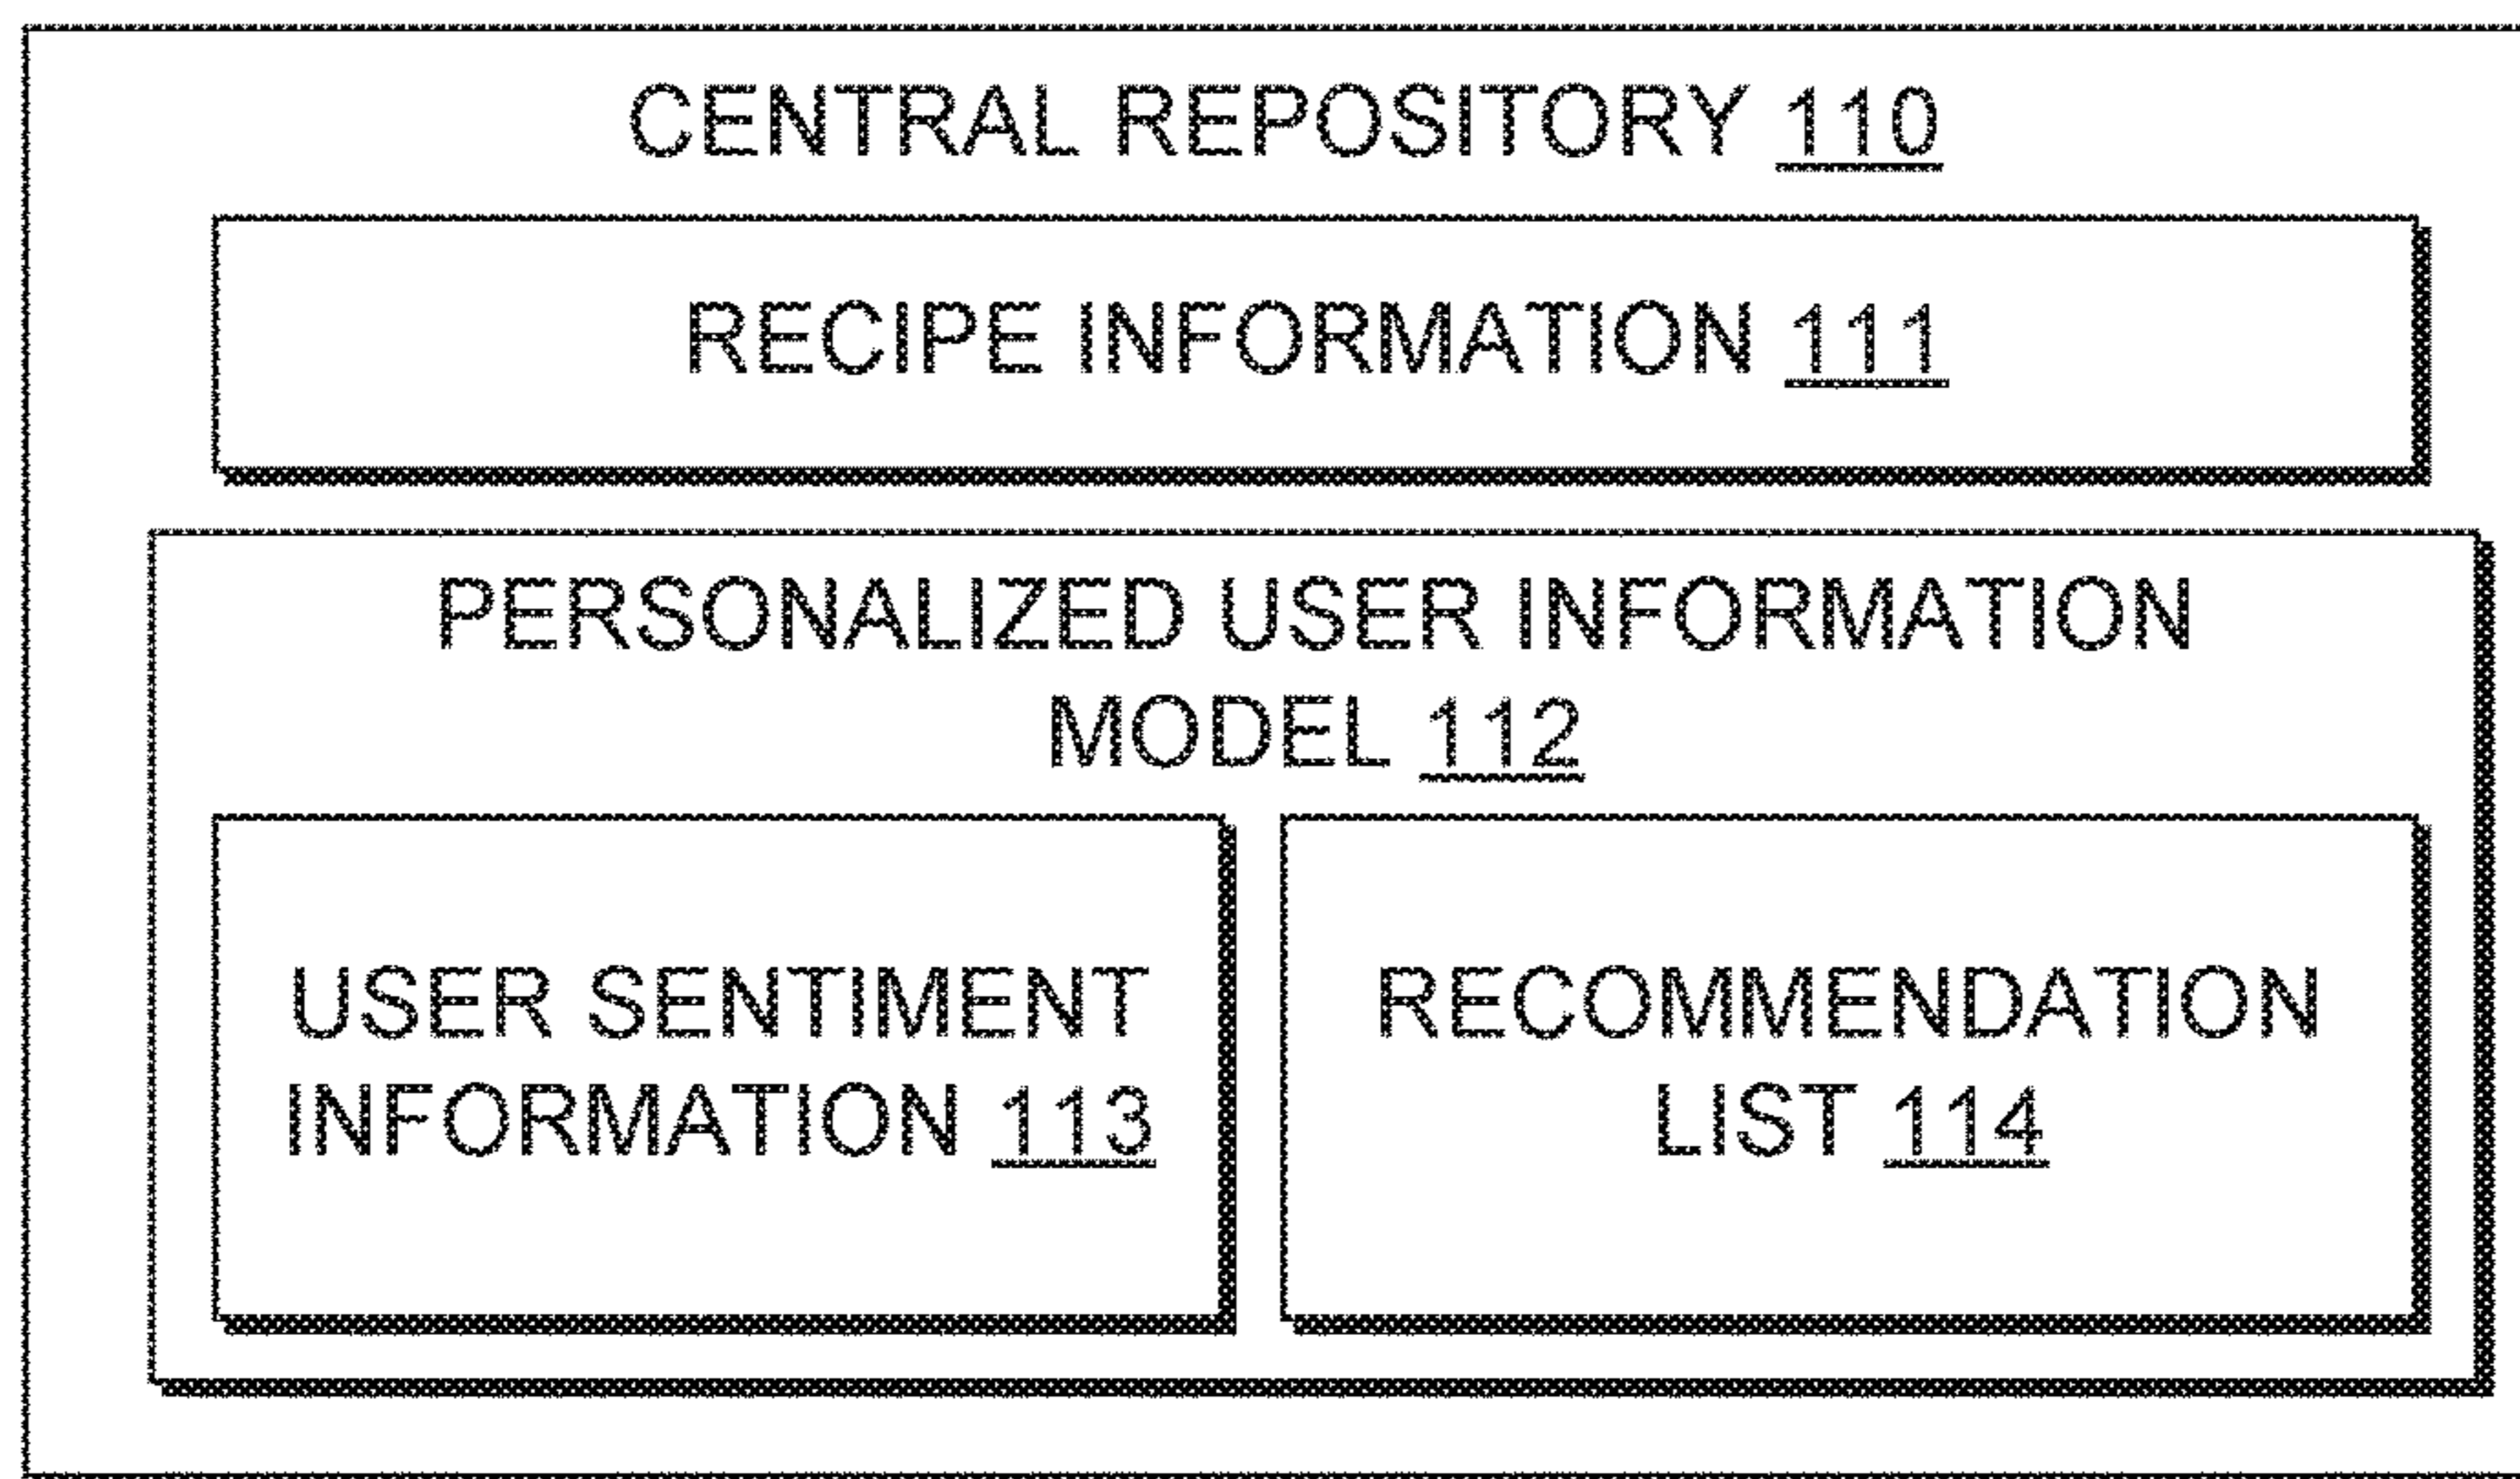 CENTRAL REPOSITORY 110
RECIPE INFORMATION 111
PERSONALIZED USER INFORMATION
MODEL 112
USER SENTIMENT
INFORMATION 113
RECOMMENDATION
LIST 114